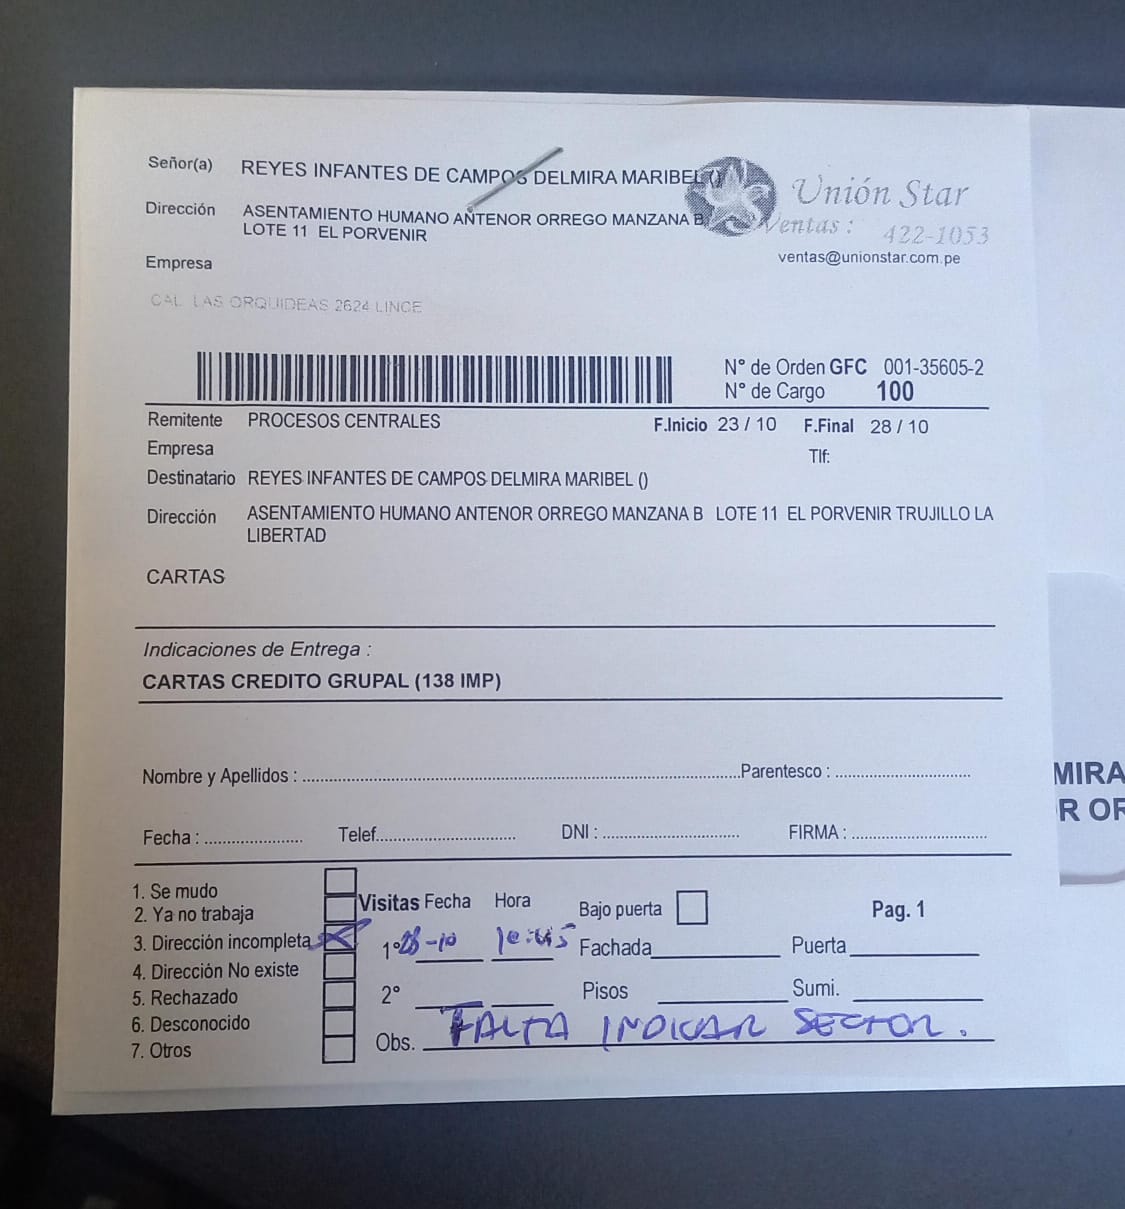 Señor(a) REYES INFANTES DE CAMPOS DELMIRA MARIBEL ()
Unión Star
Dirección ASENTAMIENTO HUMANO ANTENOR ORREGO MANZANA B
LOTE 11 EL PORVENIR
Ventas : 422-1053
ventas@unionstar.com.pe
Empresa
CAL LAS ORQUIDEAS 2624 LINCE
N° de Orden GFC 001-35605-2
N° de Cargo 100
Remitente PROCESOS CENTRALES F.Inicio 23 / 10 F.Final 28 / 10
Empresa Tlf:
Destinatario REYES INFANTES DE CAMPOS DELMIRA MARIBEL ()
Dirección ASENTAMIENTO HUMANO ANTENOR ORREGO MANZANA B LOTE 11 EL PORVENIR TRUJILLO LA
LIBERTAD
CARTAS
Indicaciones de Entrega :
CARTAS CREDITO GRUPAL (138 IMP)
Nombre y Apellidos : Parentesco :
Fecha : Telef. DNI : FIRMA :
1. Se mudo
2. Ya no trabaja
3. Dirección incompleta
4. Dirección No existe
5. Rechazado
6. Desconocido
7. Otros
Visitas Fecha Hora Bajo puerta Pag. 1
1° 28-10 10:45 Fachada Puerta
2° Pisos Sumi.
Obs. FALTA INDICAR SECTOR.
MIRA
R OR